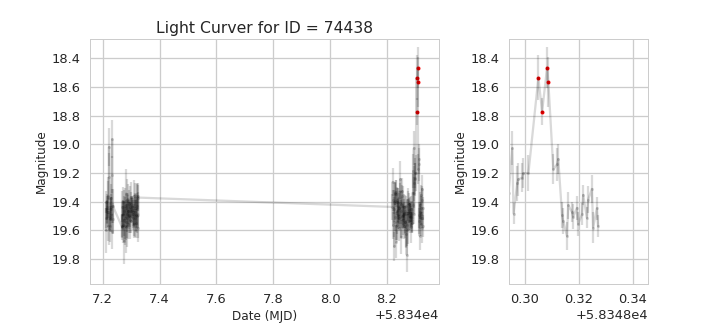 Light Curver for ID = 74438
Magnitude
18.4
18.6
18.8
19.0
19.2
19.4
19.6
19.8
7.2 7.4 7.6 7.8 8.0 8.2
Date (MJD) +5.834e4
Magnitude
18.4
18.6
18.8
19.0
19.2
19.4
19.6
19.8
0.30 0.32 0.34
+5.8348e4